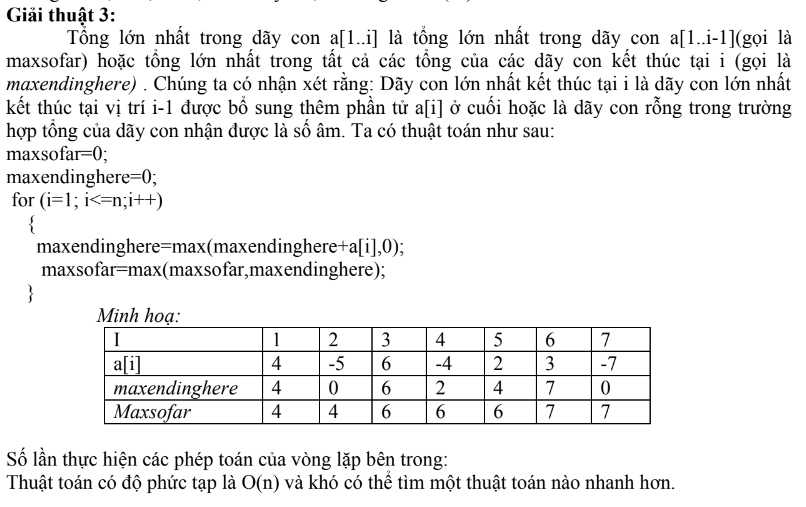 Giải thuật 3:
Tổng lớn nhất trong dãy con a[1..i] là tổng lớn nhất trong dãy con a[1..i-1](gọi là
maxsofar) hoặc tổng lớn nhất trong tất cả các tổng của các dãy con kết thúc tại i (gọi là
maxendinghere) . Chúng ta có nhận xét rằng: Dãy con lớn nhất kết thúc tại i là dãy con lớn nhất
kết thúc tại vị trí i-1 được bổ sung thêm phần tử a[i] ở cuối hoặc là dãy con rỗng trong trường
hợp tổng của dãy con nhận được là số âm. Ta có thuật toán như sau:
maxsofar=0;
maxendinghere=0;
for (i=1; i<=n;i++)
{
maxendinghere=max(maxendinghere+a[i],0);
maxsofar=max(maxsofar,maxendinghere);
}
Minh hoạ:
I 1 2 3 4 5 6 7
a[i] 4 -5 6 -4 2 3 -7
maxendinghere 4 0 6 2 4 7 0
Maxsofar 4 4 6 6 6 7 7
Số lần thực hiện các phép toán của vòng lặp bên trong:
Thuật toán có độ phức tạp là O(n) và khó có thể tìm một thuật toán nào nhanh hơn.